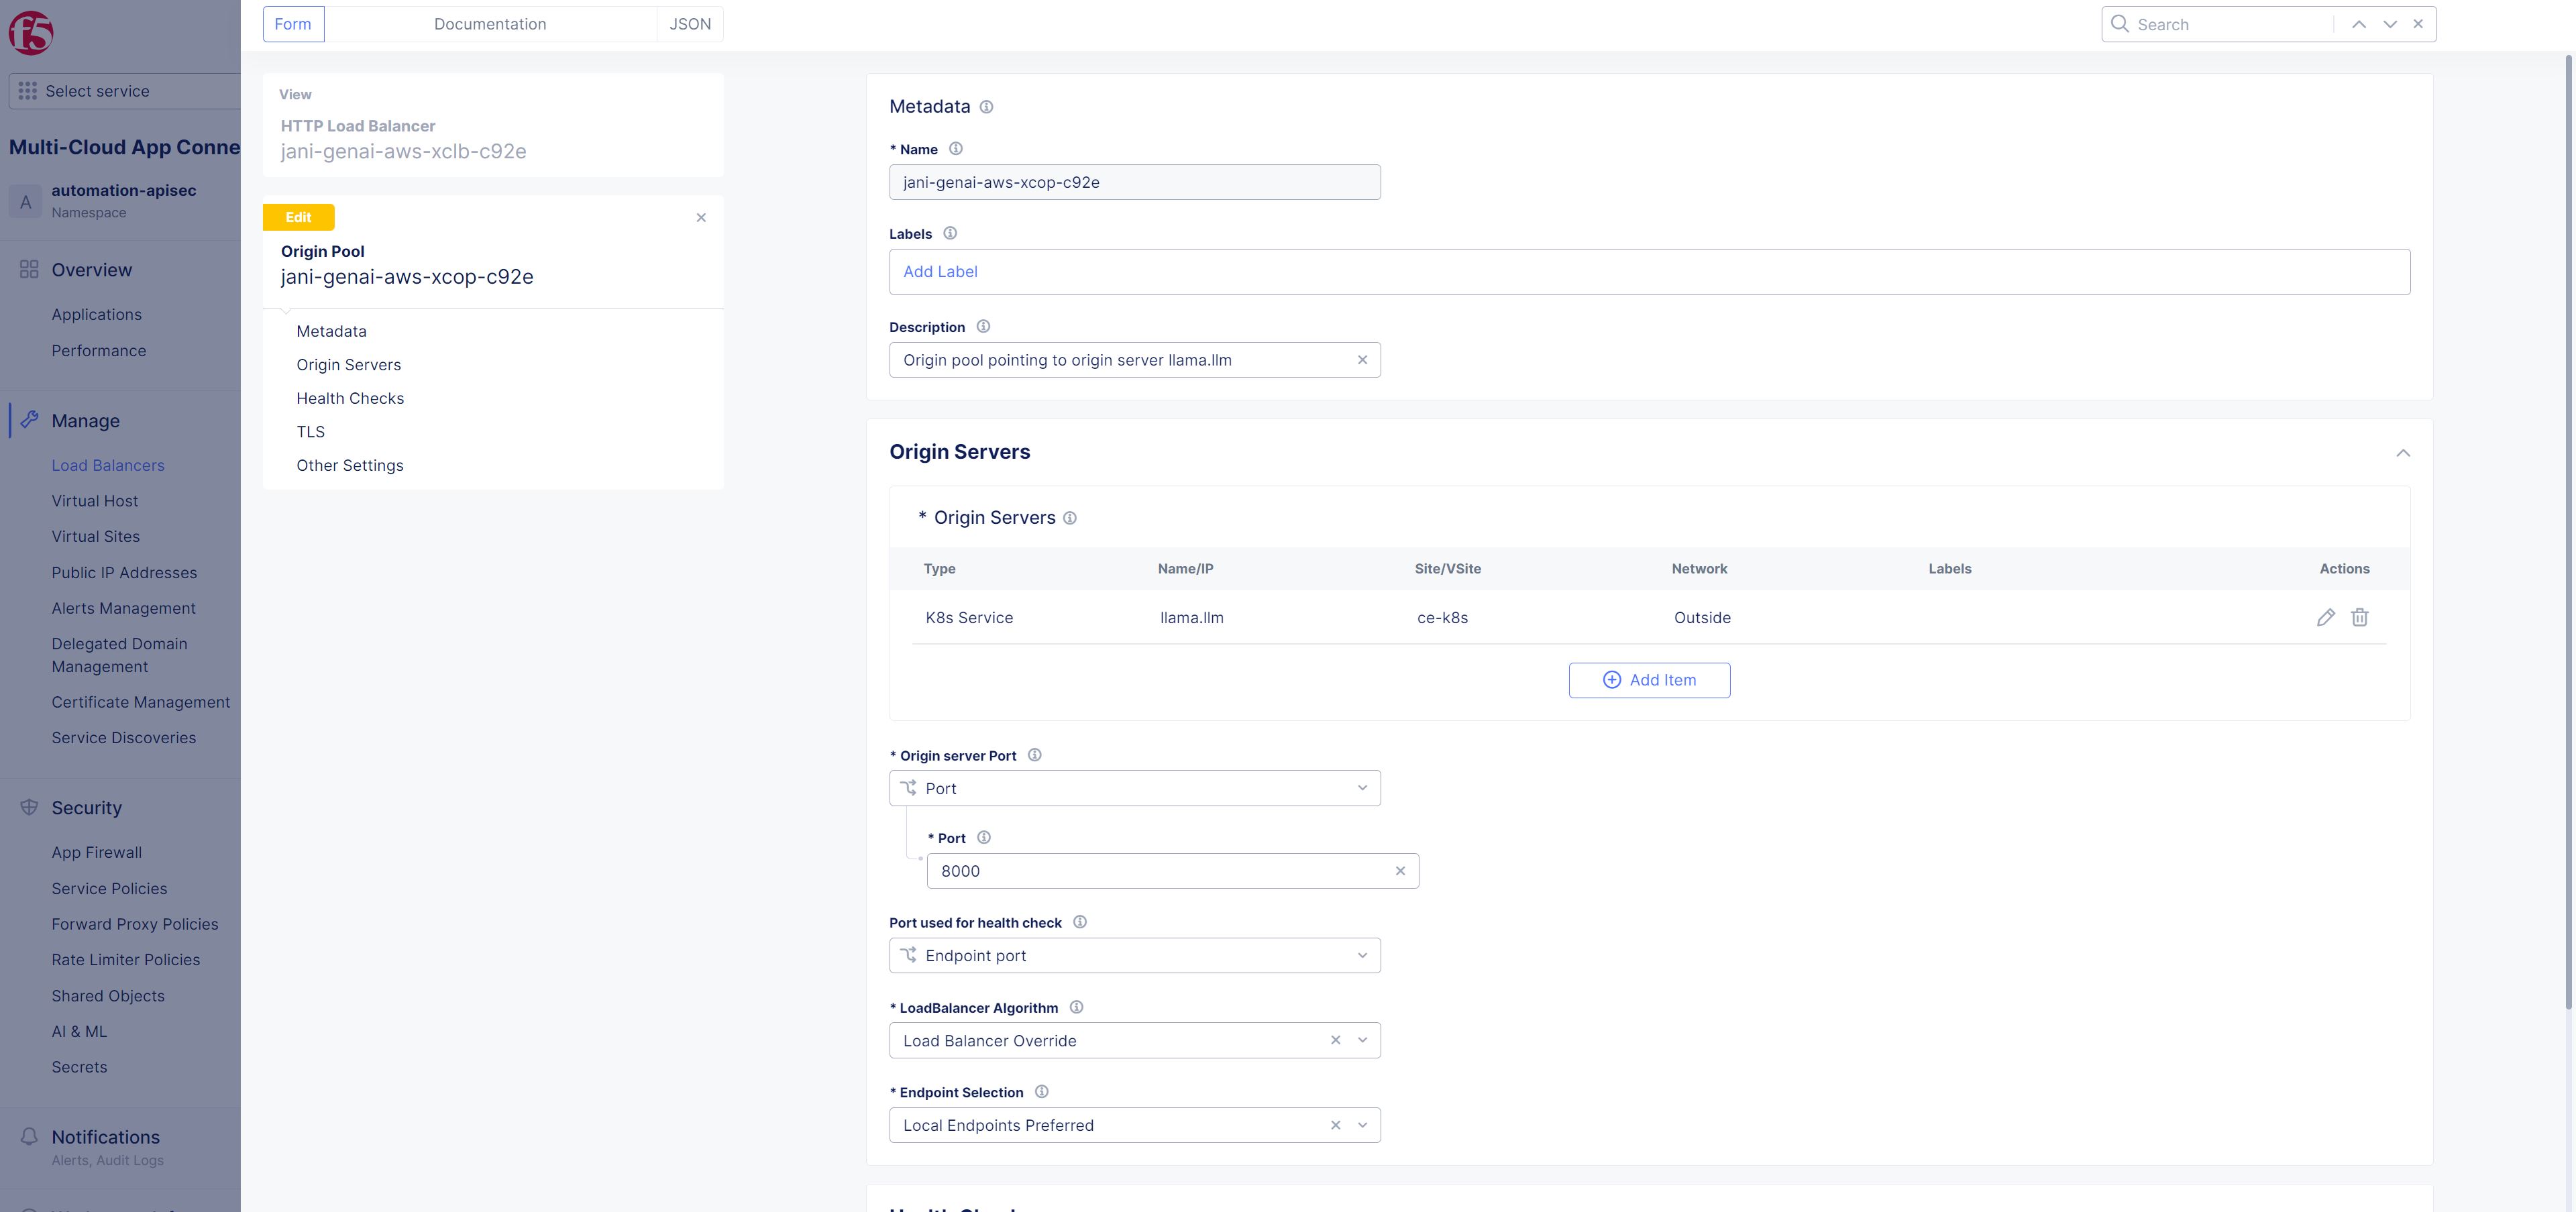 f5
Select service
Multi-Cloud App Conne
A
automation-apisec
Namespace
Overview
Applications
Performance
Manage
Load Balancers
Virtual Host
Virtual Sites
Public IP Addresses
Alerts Management
Delegated Domain
Management
Certificate Management
Service Discoveries
Security
App Firewall
Service Policies
Forward Proxy Policies
Rate Limiter Policies
Shared Objects
AI & ML
Secrets
Notifications
Alerts, Audit Logs
Form Documentation JSON
Search
View
HTTP Load Balancer
jani-genai-aws-xclb-c92e
Edit
Origin Pool
jani-genai-aws-xcop-c92e
Metadata
Origin Servers
Health Checks
TLS
Other Settings
Metadata
* Name
jani-genai-aws-xcop-c92e
Labels
Add Label
Description
Origin pool pointing to origin server llama.llm
Origin Servers
* Origin Servers
Type Name/IP Site/VSite Network Labels Actions
K8s Service llama.llm ce-k8s Outside
Add Item
* Origin server Port
Port
* Port
8000
Port used for health check
Endpoint port
* LoadBalancer Algorithm
Load Balancer Override
* Endpoint Selection
Local Endpoints Preferred